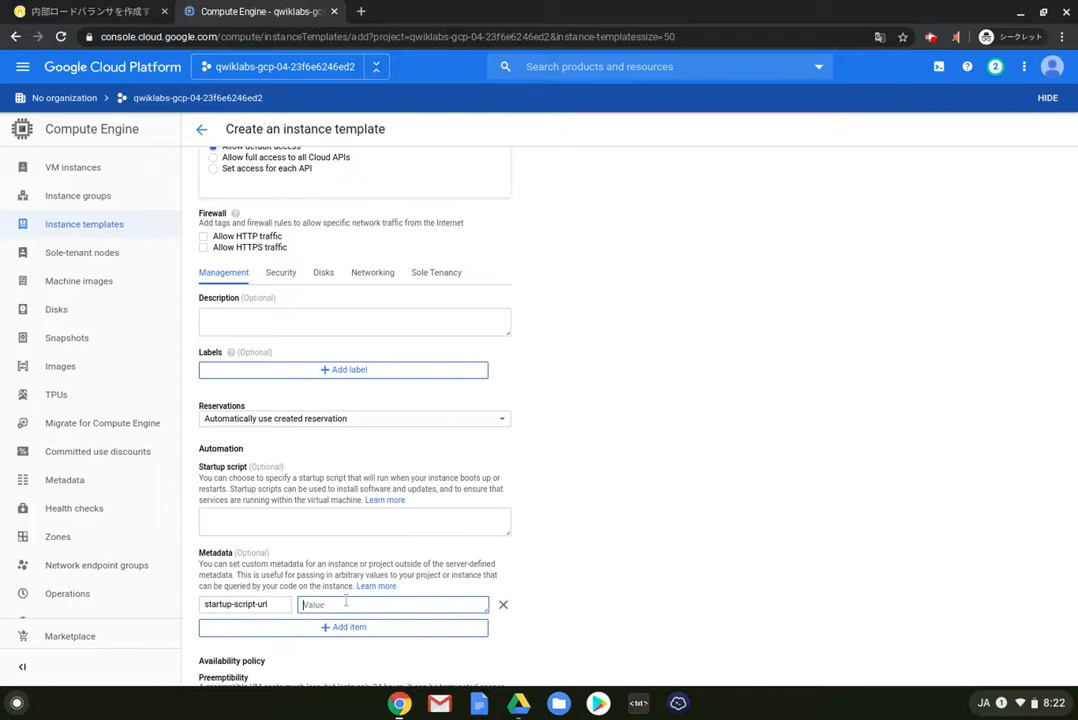 内部ロードバランサを作成す
Compute Engine - qwiklabs-gc
console.cloud.google.com/compute/instanceTemplates/add?project=qwiklabs-gcp-04-23f6e6246ed2&instance-templatessize=50
シークレット
Google Cloud Platform
qwiklabs-gcp-04-23f6e6246ed2
Search products and resources
2
No organization
qwiklabs-gcp-04-23f6e6246ed2
HIDE
Compute Engine
Create an instance template
VM instances
Instance groups
Instance templates
Sole-tenant nodes
Machine images
Disks
Snapshots
Images
TPUs
Migrate for Compute Engine
Committed use discounts
Metadata
Health checks
Zones
Network endpoint groups
Operations
Marketplace
Allow default access
Allow full access to all Cloud APIs
Set access for each API
Firewall
Add tags and firewall rules to allow specific network traffic from the Internet
Allow HTTP traffic
Allow HTTPS traffic
Management Security Disks Networking Sole Tenancy
Description (Optional)
Labels (Optional)
+ Add label
Reservations
Automatically use created reservation
Automation
Startup script (Optional)
You can choose to specify a startup script that will run when your instance boots up or
restarts. Startup scripts can be used to install software and updates, and to ensure that
services are running within the virtual machine. Learn more
Metadata (Optional)
You can set custom metadata for an instance or project outside of the server-defined
metadata. This is useful for passing in arbitrary values to your project or instance that
can be queried by your code on the instance. Learn more
startup-script-url
Value
+ Add item
Availability policy
Preemptibility
<txt>
JA
1
8:22